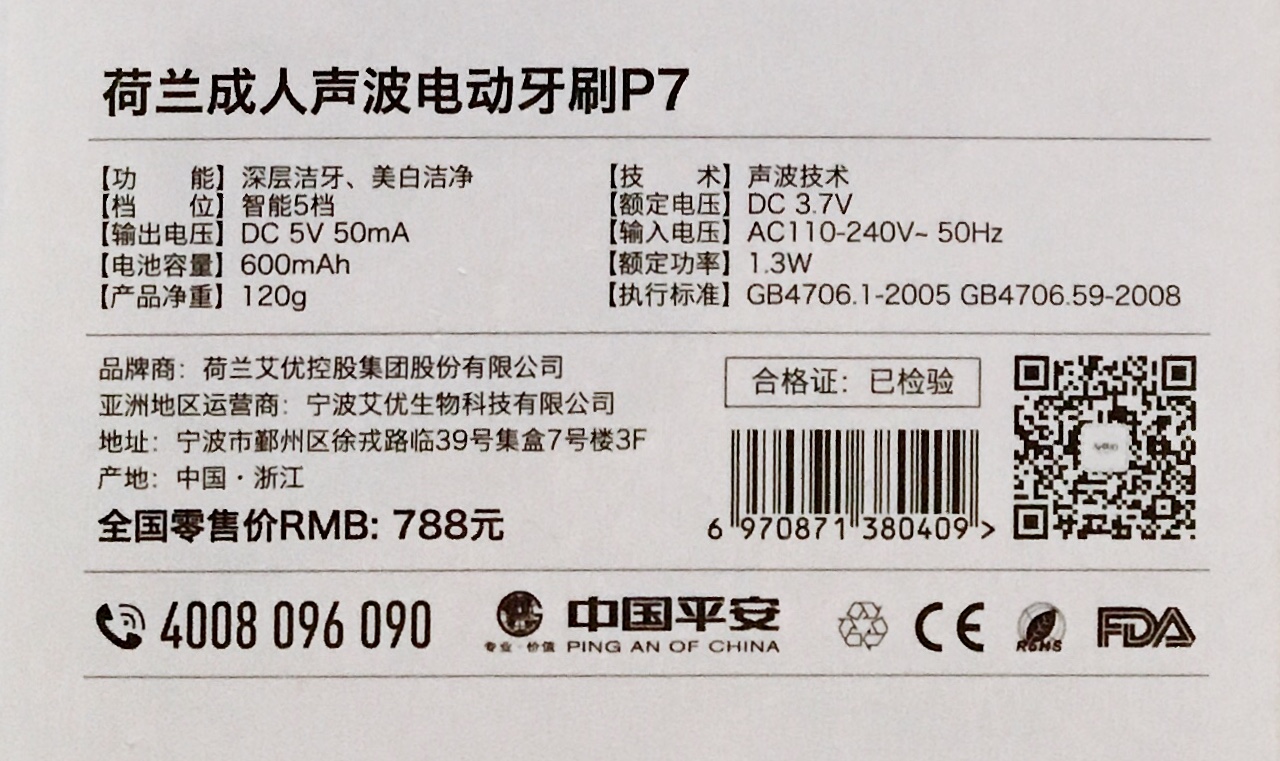 荷兰成人声波电动牙刷P7
【功 能】深层洁牙、美白洁净
【档 位】智能5档
【输出电压】DC 5V 50mA
【电池容量】600mAh
【产品净重】120g
【技 术】声波技术
【额定电压】DC 3.7V
【输入电压】AC110-240V~ 50Hz
【额定功率】1.3W
【执行标准】GB4706.1-2005 GB4706.59-2008
品牌商：荷兰艾优控股集团股份有限公司
亚洲地区运营商：宁波艾优生物科技有限公司
地址：宁波市鄞州区徐戎路临39号集盒7号楼3F
产地：中国·浙江
全国零售价RMB: 788元
合格证：已检验
6 970871 380409 >
4008 096 090
专业·价值
中国平安
PING AN OF CHINA
CE
RoHS
FDA